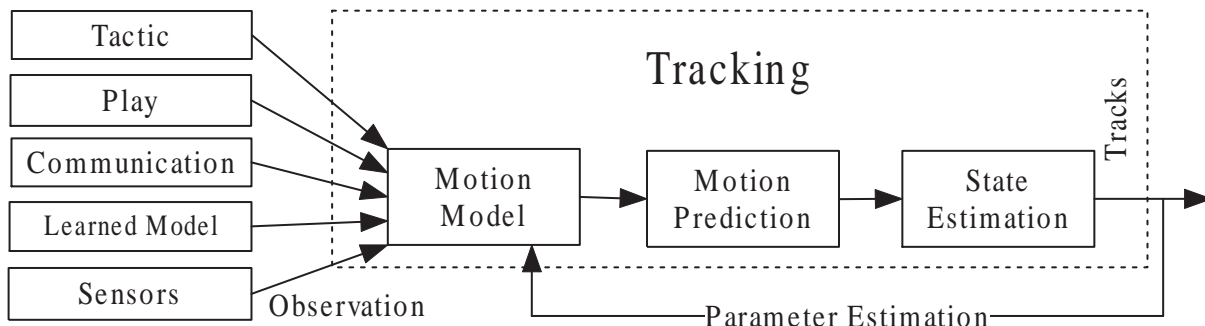 Tactic
Play
Communication
Learned Model
Sensors
Observation
Tracking
Motion
Model
Motion
Prediction
State
Estimation
Tracks
Parameter Estimation